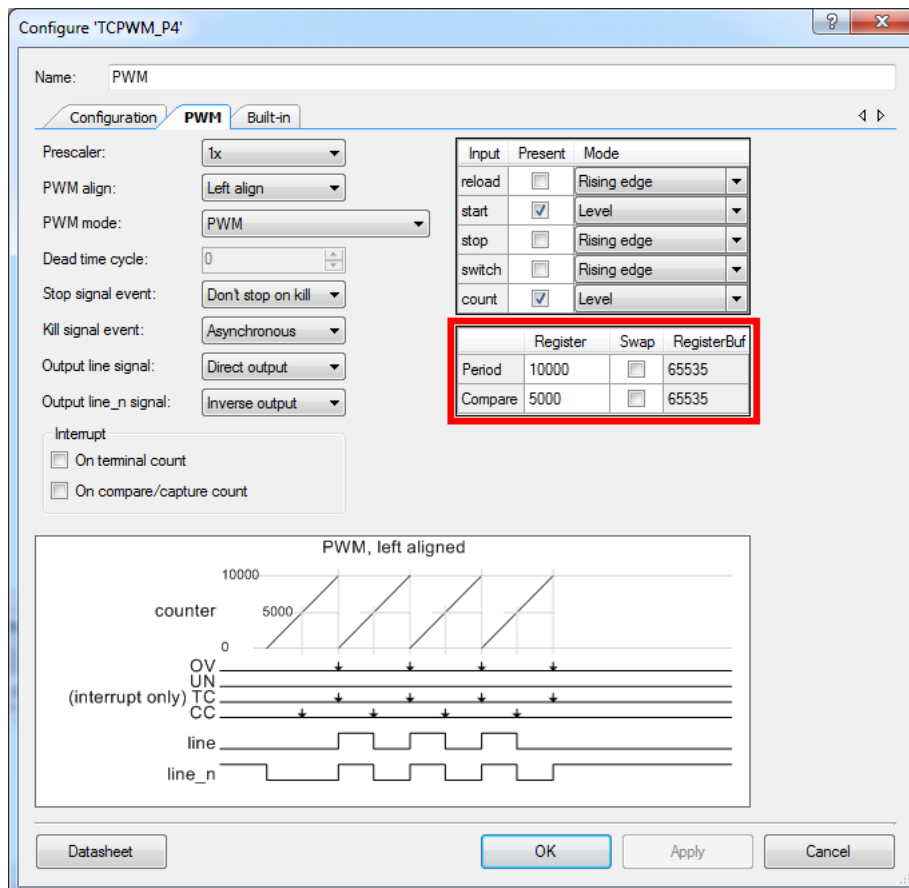 Configure 'TCPWM_P4'
Name: PWM
Configuration PWM Built-in
Prescaler: 1x
PWM align: Left align
PWM mode: PWM
Dead time cycle: 0
Stop signal event: Don't stop on kill
Kill signal event: Asynchronous
Output line signal: Direct output
Output line_n signal: Inverse output
Interrupt
On terminal count
On compare/capture count
Input Present Mode
reload Rising edge
start Level
stop Rising edge
switch Rising edge
count Level
Register Swap RegisterBuf
Period 10000 65535
Compare 5000 65535
PWM, left aligned
10000
counter 5000
0
OV
UN
(interrupt only) TC
CC
line
line_n
Datasheet OK Apply Cancel